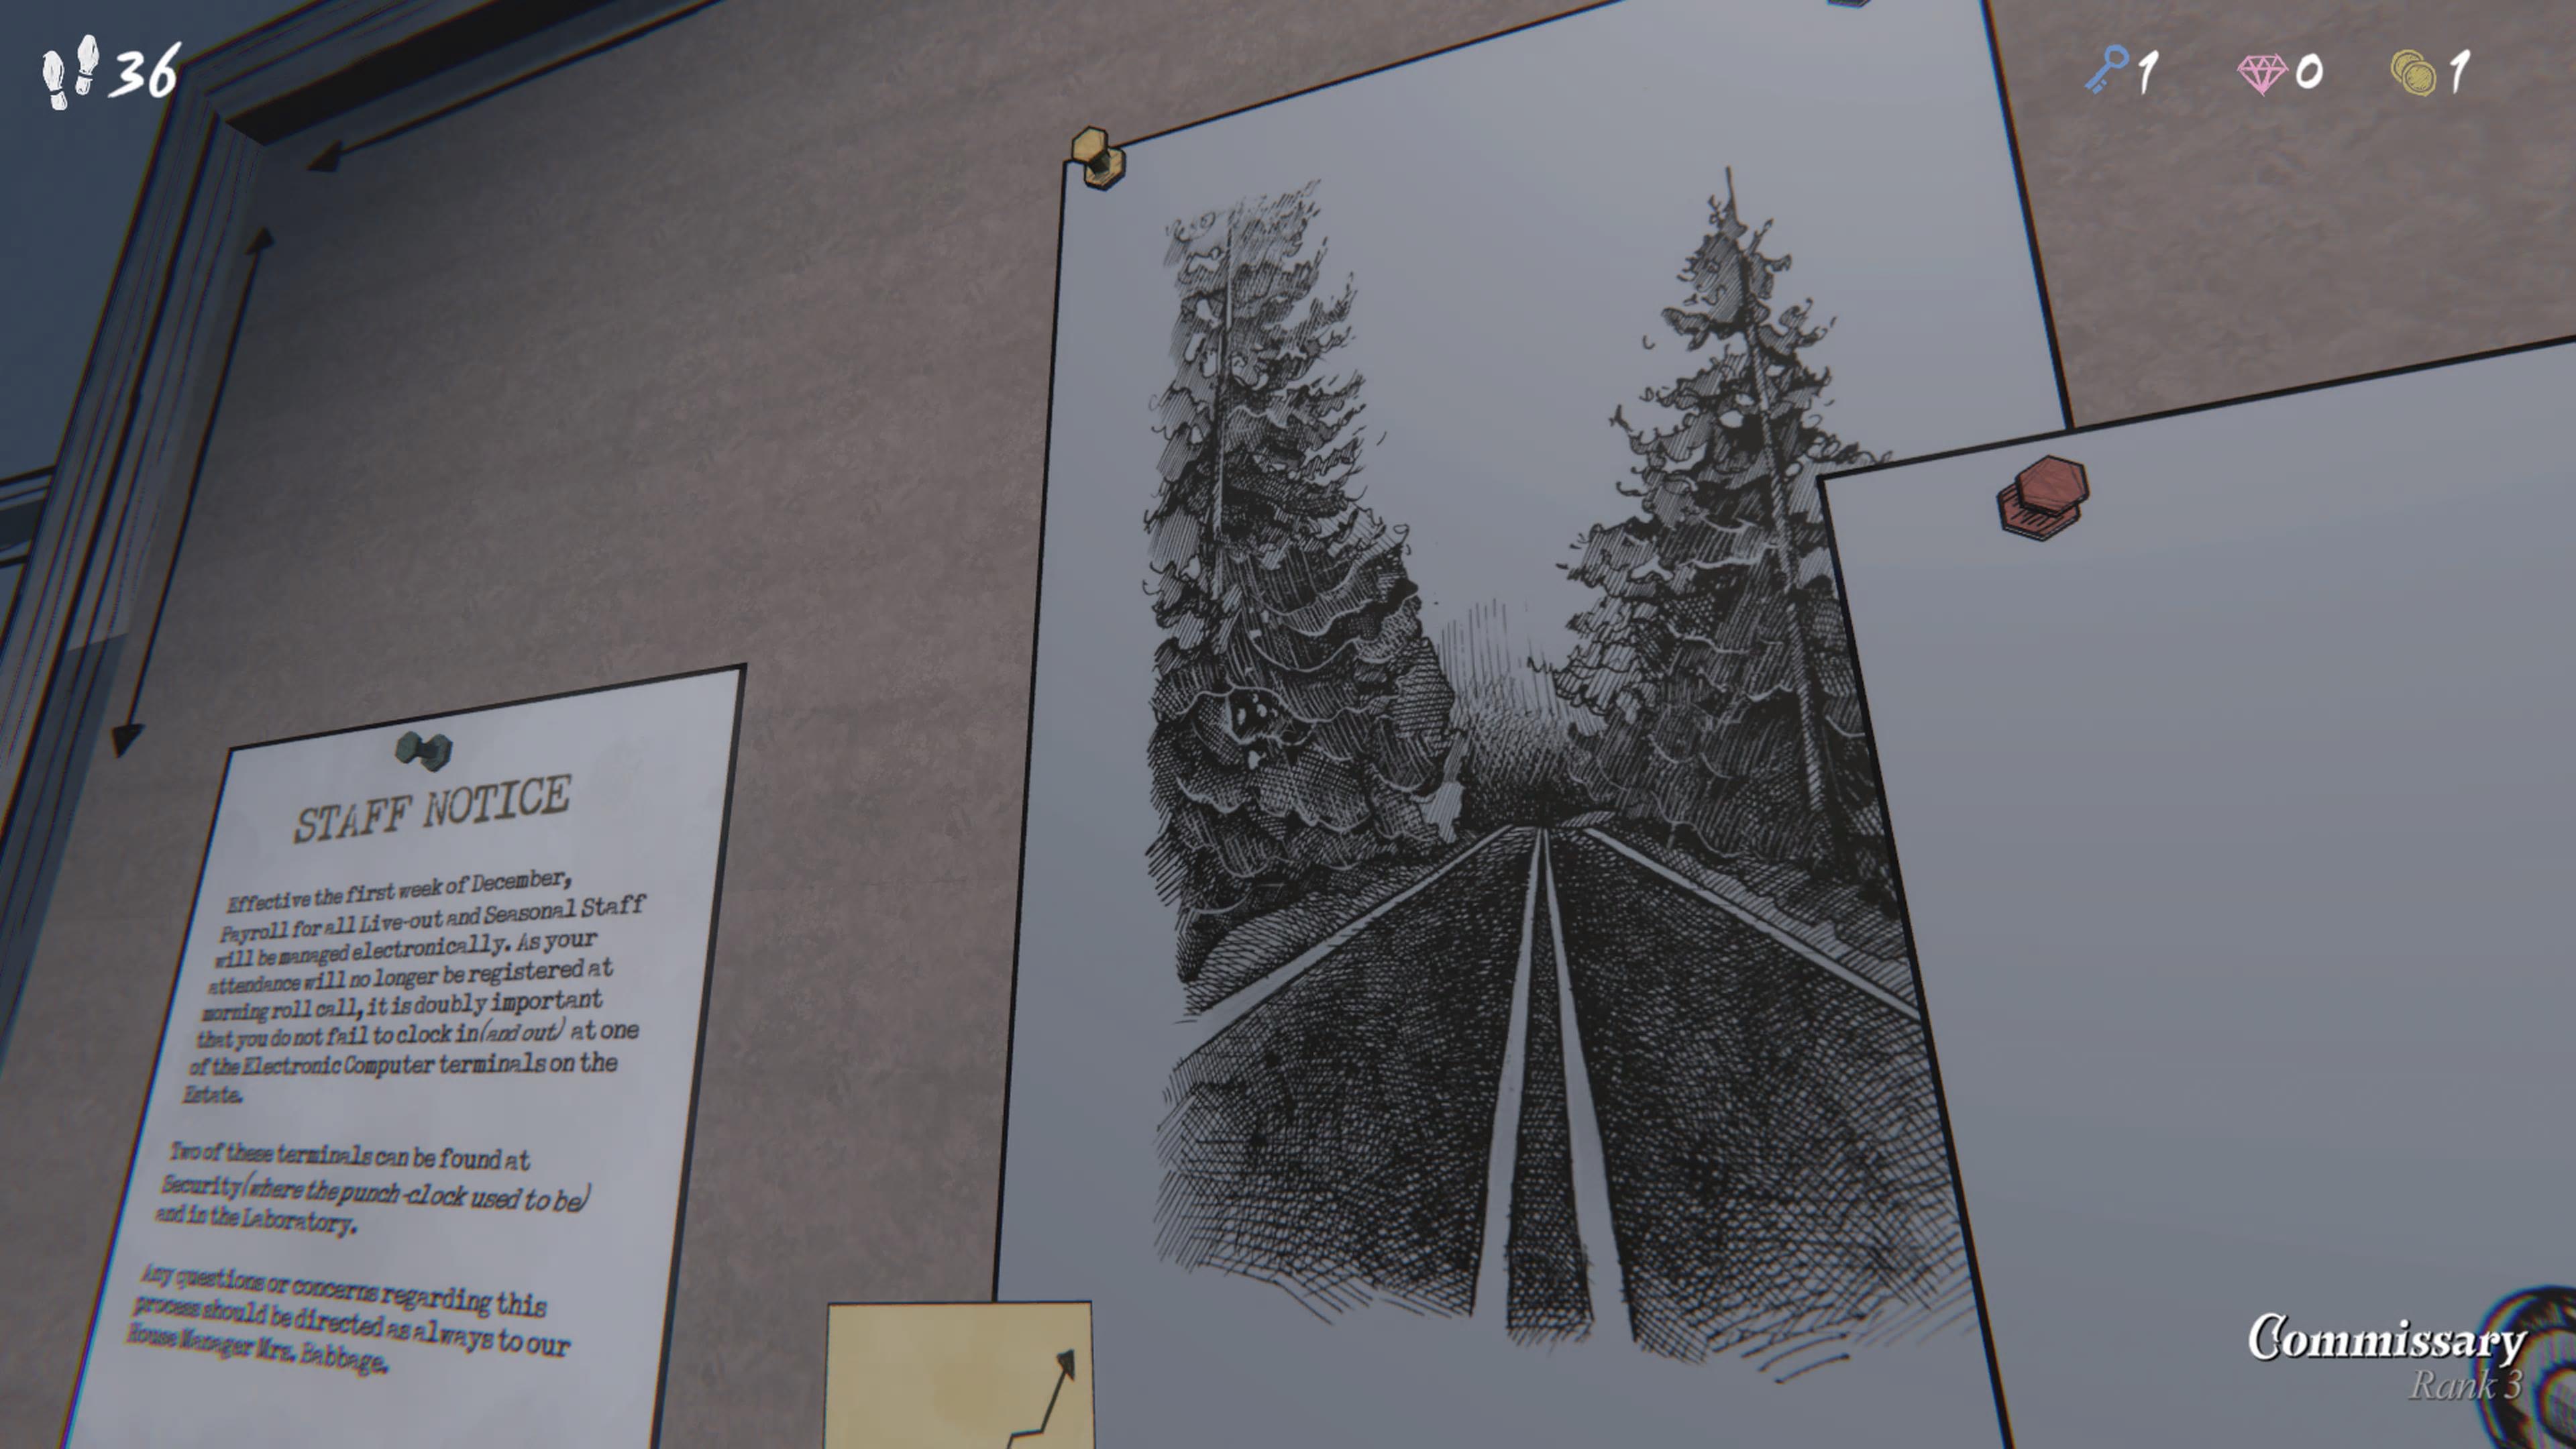 36
1
0
1
STAFF NOTICE
Effective the first week of December,
Payroll for all Live-out and Seasonal Staff
will be managed electronically. As your
attendance will no longer be registered at
morning roll call, it is doubly important
that you do not fail to clock in (and out) at one
of the Electronic Computer terminals on the
Estate.
Two of these terminals can be found at
Security (where the punch-clock used to be)
and in the Laboratory.
Any questions or concerns regarding this
process should be directed as always to our
House Manager Mrs. Babbage.
Commissary
Rank 3